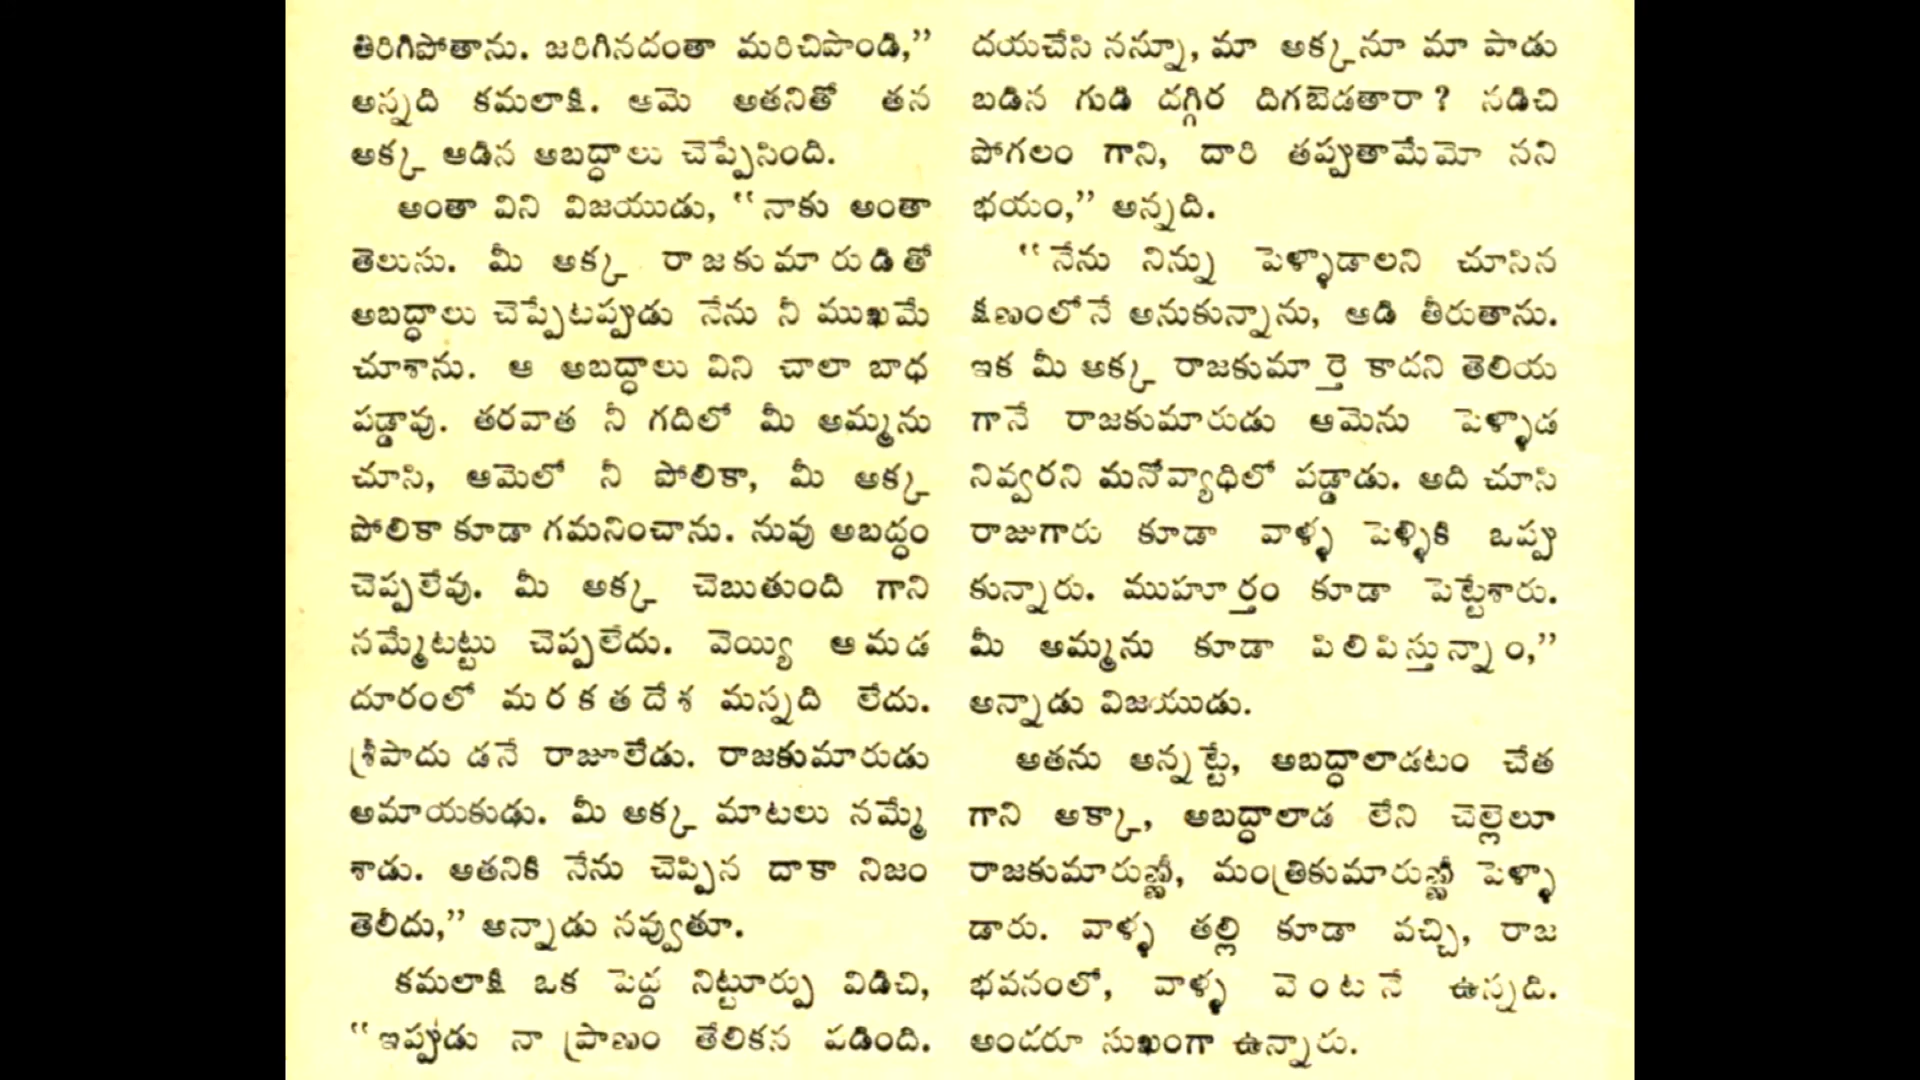 తిరిగిపోతాను. జరిగినదంతా మరిచిపొండి,”
అన్నది కమలాక్షి. ఆమె అతనితో తన
అక్క ఆడిన అబద్ధాలు చెప్పేసింది.
అంతా విని విజయుడు, “నాకు అంతా
తెలుసు. మీ అక్క రాజకుమారుడితో
అబద్ధాలు చెప్పేటప్పుడు నేను నీ ముఖమే
చూశాను. ఆ అబద్ధాలు విని చాలా బాధ
పడ్డావు. తరవాత నీ గదిలో మీ అమ్మను
చూసి, ఆమెలో నీ పోలికా, మీ అక్క
పోలికా కూడా గమనించాను. నువు అబద్ధం
చెప్పలేవు. మీ అక్క చెబుతుంది గాని
నమ్మేటట్టు చెప్పలేదు. వెయ్యి ఆమడ
దూరంలో మరకతదేశ మన్నది లేదు.
శ్రీపాదు డనే రాజూలేడు. రాజకుమారుడు
అమాయకుడు. మీ అక్క మాటలు నమ్మే
శాడు. అతనికి నేను చెప్పిన దాకా నిజం
తెలీదు,” అన్నాడు నవ్వుతూ.
కమలాక్షి ఒక పెద్ద నిట్టూర్పు విడిచి,
“ఇప్పుడు నా ప్రాణం తేలికన పడింది.
దయచేసి నన్నూ, మా అక్కనూ మా పాడు
బడిన గుడి దగ్గిర దిగబెడతారా? నడిచి
పోగలం గాని, దారి తప్పుతామేమో నని
భయం,” అన్నది.
“నేను నిన్ను పెళ్ళాడాలని చూసిన
క్షణంలోనే అనుకున్నాను, ఆడి తీరుతాను.
ఇక మీ అక్క రాజకుమార్తె కాదని తెలియ
గానే రాజకుమారుడు ఆమెను పెళ్ళాడ
నివ్వరని మనోవ్యాధిలో పడ్డాడు. అది చూసి
రాజుగారు కూడా వాళ్ళ పెళ్ళికి ఒప్పు
కున్నారు. ముహూర్తం కూడా పెట్టేశారు.
మీ అమ్మను కూడా పిలిపిస్తున్నాం,”
అన్నాడు విజయుడు.
అతను అన్నట్టే, అబద్ధాలాడటం చేత
గాని అక్కా, అబద్ధాలాడ లేని చెల్లెలూ
రాజకుమారుణ్ణీ, మంత్రికుమారుణ్ణీ పెళ్ళా
డారు. వాళ్ళ తల్లి కూడా వచ్చి, రాజ
భవనంలో, వాళ్ళ వెంటనే ఉన్నది.
అందరూ సుఖంగా ఉన్నారు.